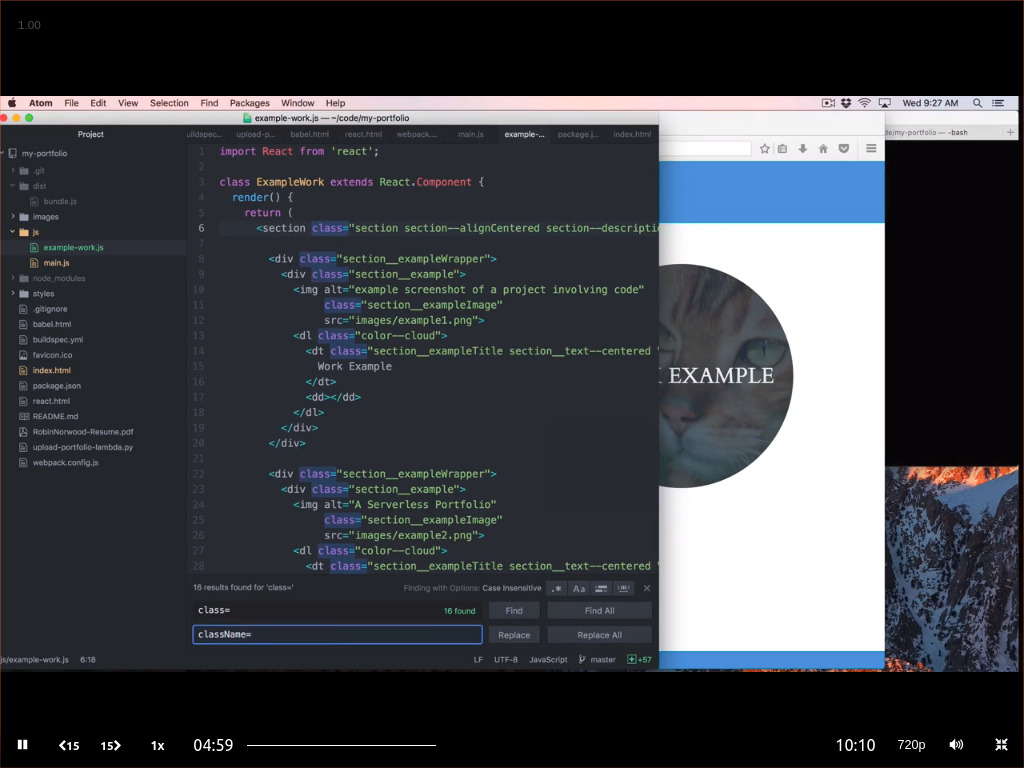 1.00
Atom File Edit View Selection Find Packages Window Help
Wed 9:27 AM
example-work.js — ~/code/my-portfolio
de/my-portfolio — -bash
Project
uildspec... upload-p... babel.html react.html webpack.... main.js example-... package.j... index.html
my-portfolio
.git
dist
bundle.js
images
js
example-work.js
main.js
node_modules
styles
.gitignore
babel.html
buildspec.yml
favicon.ico
index.html
package.json
react.html
README.md
RobinNorwood-Resume.pdf
upload-portfolio-lambda.py
webpack.config.js
1 import React from 'react';
2
3 class ExampleWork extends React.Component {
4 render() {
5 return (
6 <section class="section section--alignCentered section--descriptio
7
8 <div class="section__exampleWrapper">
9 <div class="section__example">
10 <img alt="example screenshot of a project involving code"
11 class="section__exampleImage"
12 src="images/example1.png">
13 <dl class="color--cloud">
14 <dt class="section__exampleTitle section__text--centered "
15 Work Example
16 </dt>
17 <dd></dd>
18 </dl>
19 </div>
20 </div>
21
22 <div class="section__exampleWrapper">
23 <div class="section__example">
24 <img alt="A Serverless Portfolio"
25 class="section__exampleImage"
26 src="images/example2.png">
27 <dl class="color--cloud">
28 <dt class="section__exampleTitle section__text--centered "
EXAMPLE
16 results found for 'class='
Finding with Options: Case Insensitive
.* Aa
class= 16 found Find Find All
className= Replace Replace All
js/example-work.js 6:18 LF UTF-8 JavaScript master +57
15 15 1x 04:59 10:10 720p